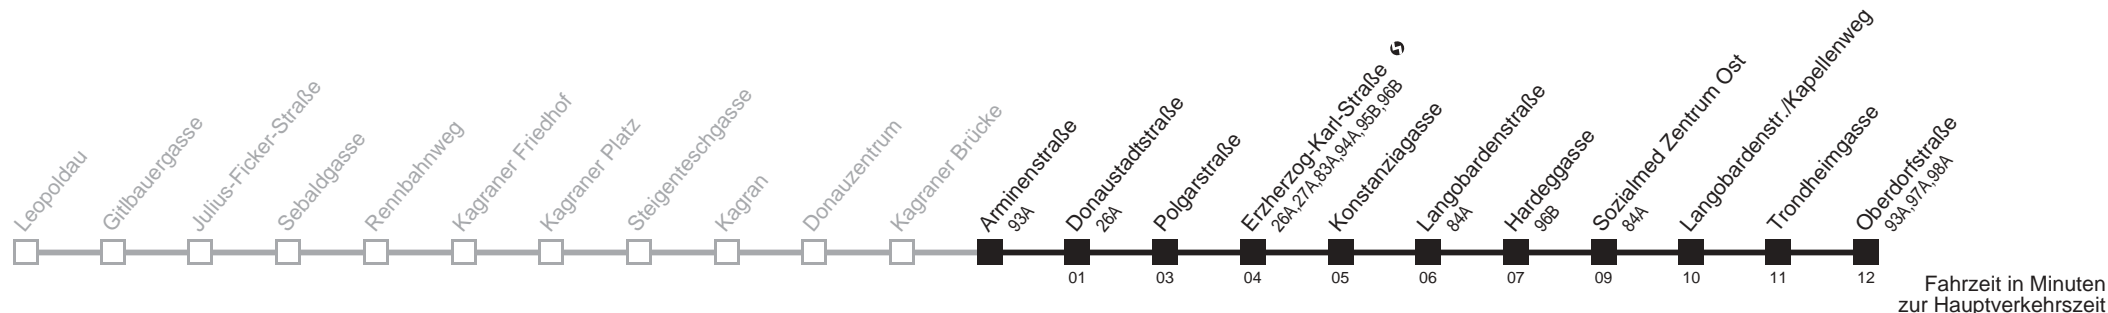 Leopoldau
Gitlbauergasse
Julius-Ficker-Straße
Sebaldgasse
Rennbahnweg
Kagraner Friedhof
Kagraner Platz
Steigenteschgasse
Kagran
Donauzentrum
Kagraner Brücke
Arminenstraße
93A
Donaustadtstraße
26A
Polgarstraße
Erzherzog-Karl-Straße
26A,27A,83A,94A,95B,96B
Konstanziagasse
Langobardenstraße
84A
Hardeggasse
96B
Sozialmed Zentrum Ost
84A
Langobardenstr./Kapellenweg
Trondheimgasse
Oberdorfstraße
93A,97A,98A
01 03 04 05 06 07 09 10 11 12
Fahrzeit in Minuten
zur Hauptverkehrszeit